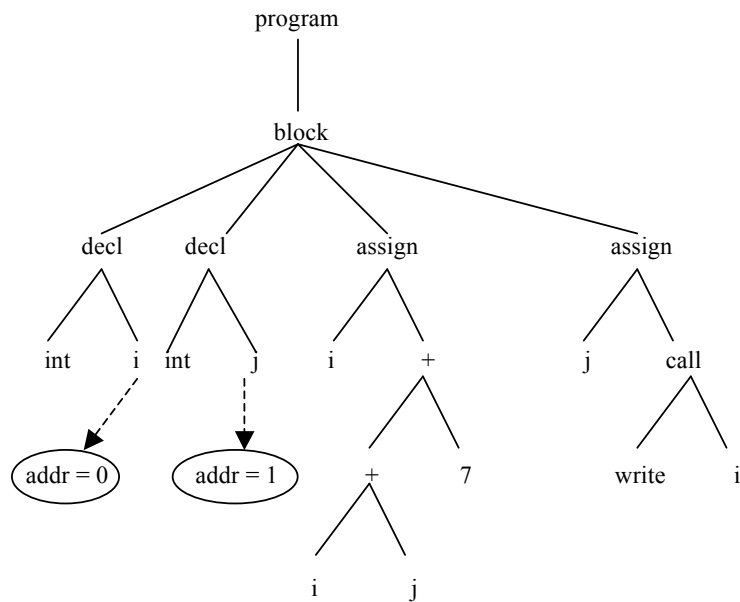 program
block
decl decl assign assign
int i int j i + j call
addr = 0 addr = 1 + 7 write i
i j